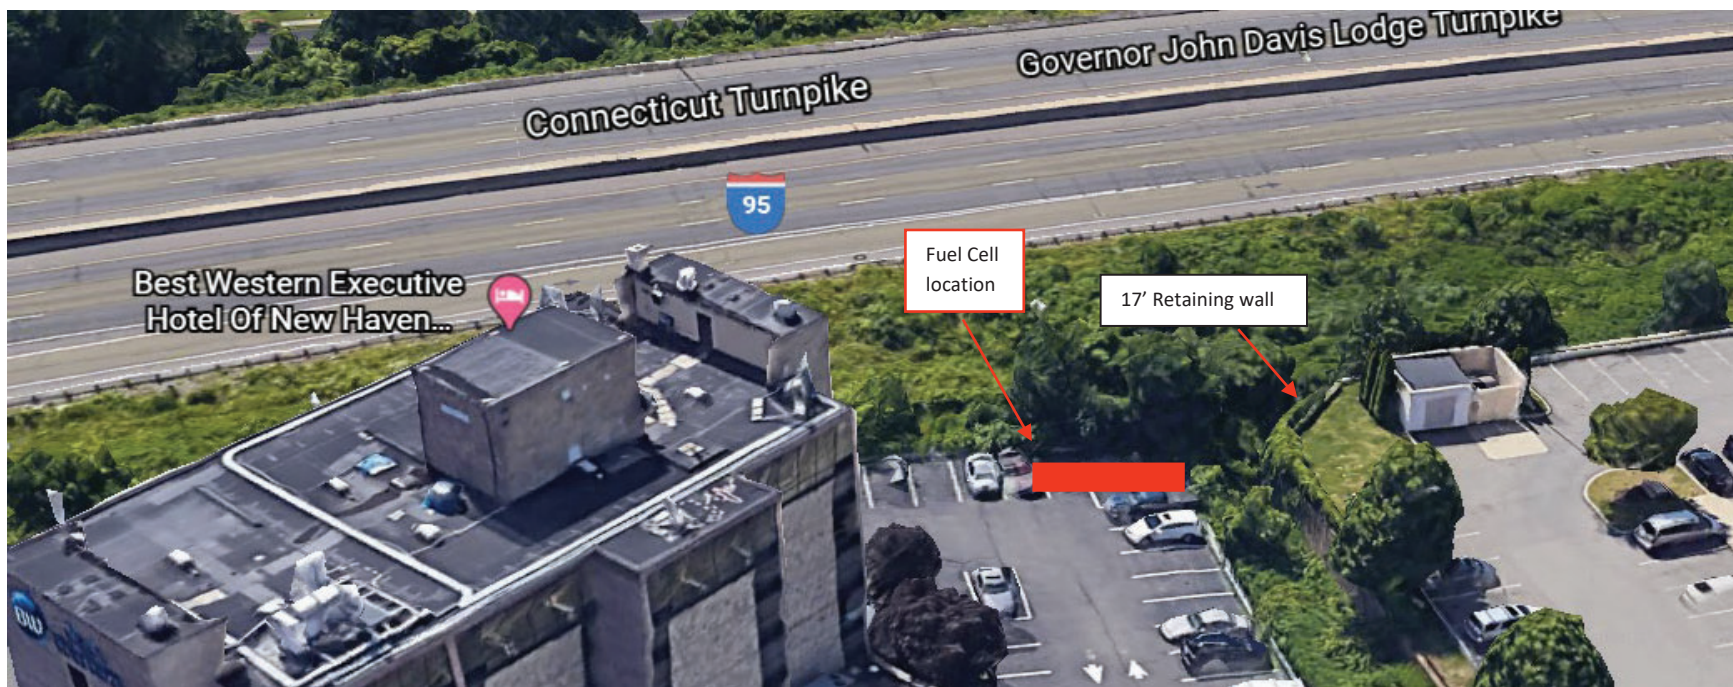 Governor John Davis Lodge Turnpike
Connecticut Turnpike
95
Fuel Cell
location
Best Western Executive
Hotel Of New Haven...
17' Retaining wall
BW